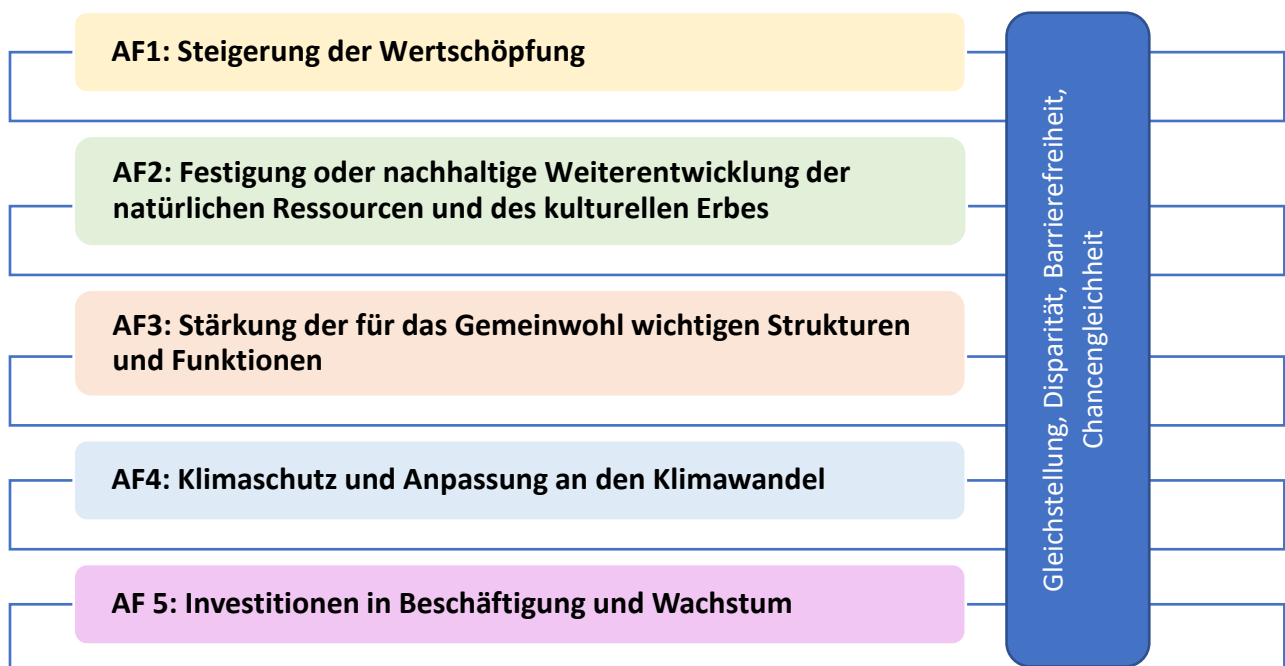 AF1: Steigerung der Wertschöpfung
AF2: Festigung oder nachhaltige Weiterentwicklung der
natürlichen Ressourcen und des kulturellen Erbes
AF3: Stärkung der für das Gemeinwohl wichtigen Strukturen
und Funktionen
AF4: Klimaschutz und Anpassung an den Klimawandel
AF 5: Investitionen in Beschäftigung und Wachstum
Gleichstellung, Disparität, Barrierefreiheit,
Chancengleichheit